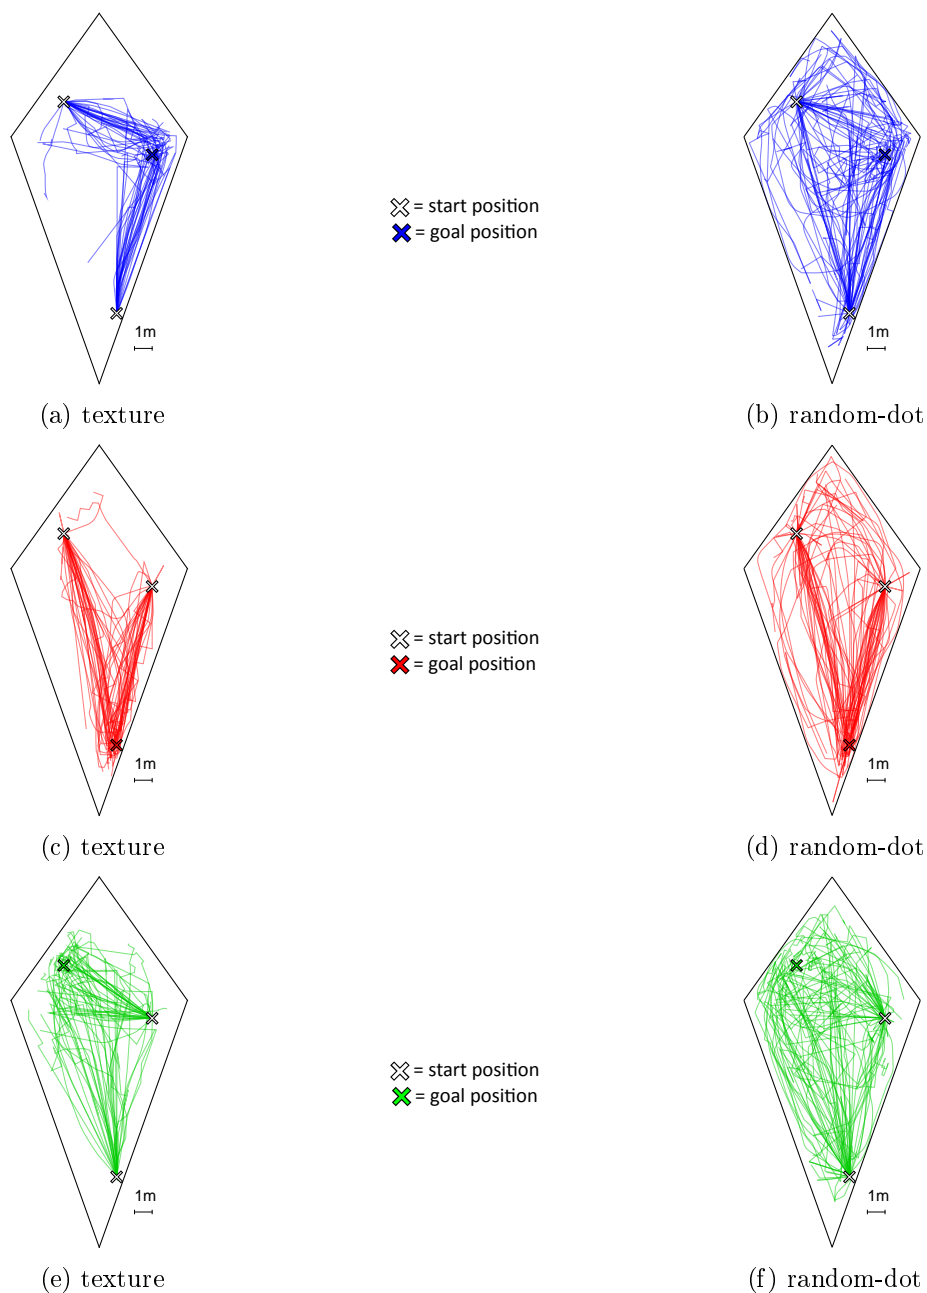 = start position
= goal position
1m
1m
(a) texture
(b) random-dot
= start position
= goal position
1m
1m
(c) texture
(d) random-dot
= start position
= goal position
1m
1m
(e) texture
(f) random-dot